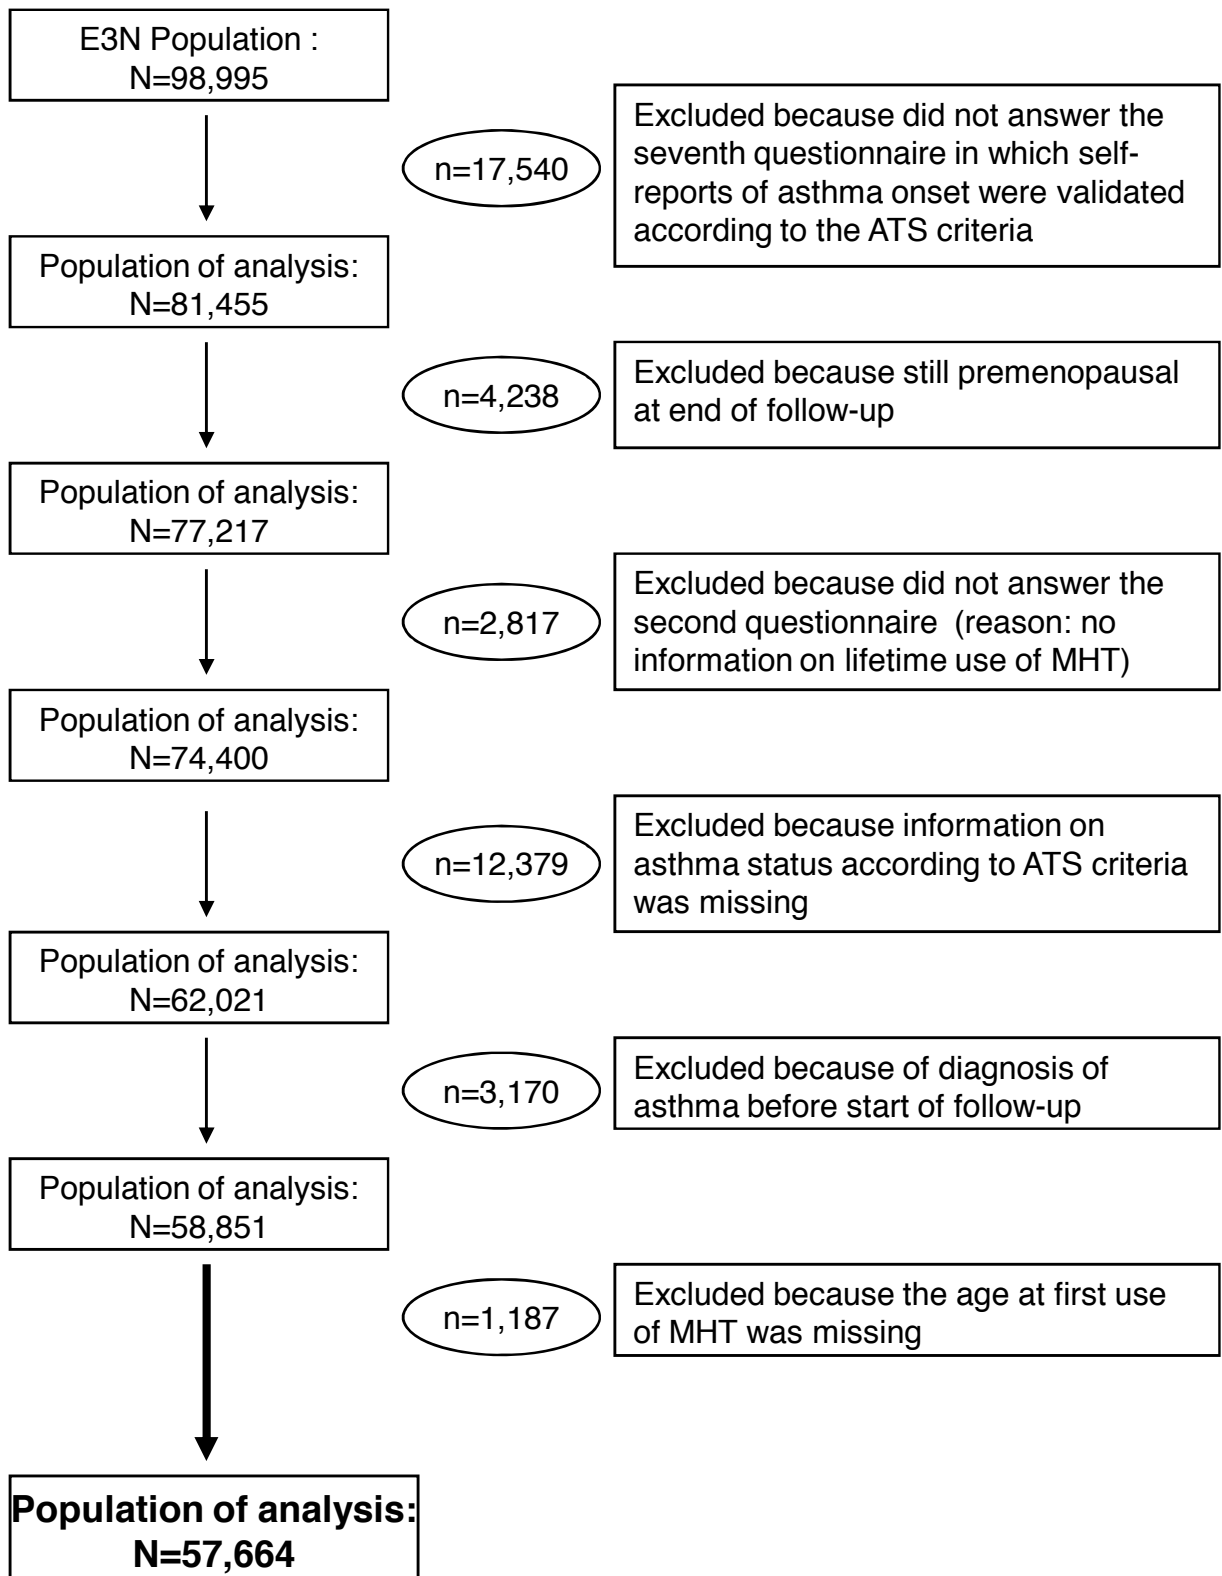 E3N Population :
N=98,995
n=17,540
Excluded because did not answer the
seventh questionnaire in which self-
reports of asthma onset were validated
according to the ATS criteria
Population of analysis:
N=81,455
n=4,238
Excluded because still premenopausal
at end of follow-up
Population of analysis:
N=77,217
n=2,817
Excluded because did not answer the
second questionnaire (reason: no
information on lifetime use of MHT)
Population of analysis:
N=74,400
n=12,379
Excluded because information on
asthma status according to ATS criteria
was missing
Population of analysis:
N=62,021
n=3,170
Excluded because of diagnosis of
asthma before start of follow-up
Population of analysis:
N=58,851
n=1,187
Excluded because the age at first use
of MHT was missing
Population of analysis:
N=57,664